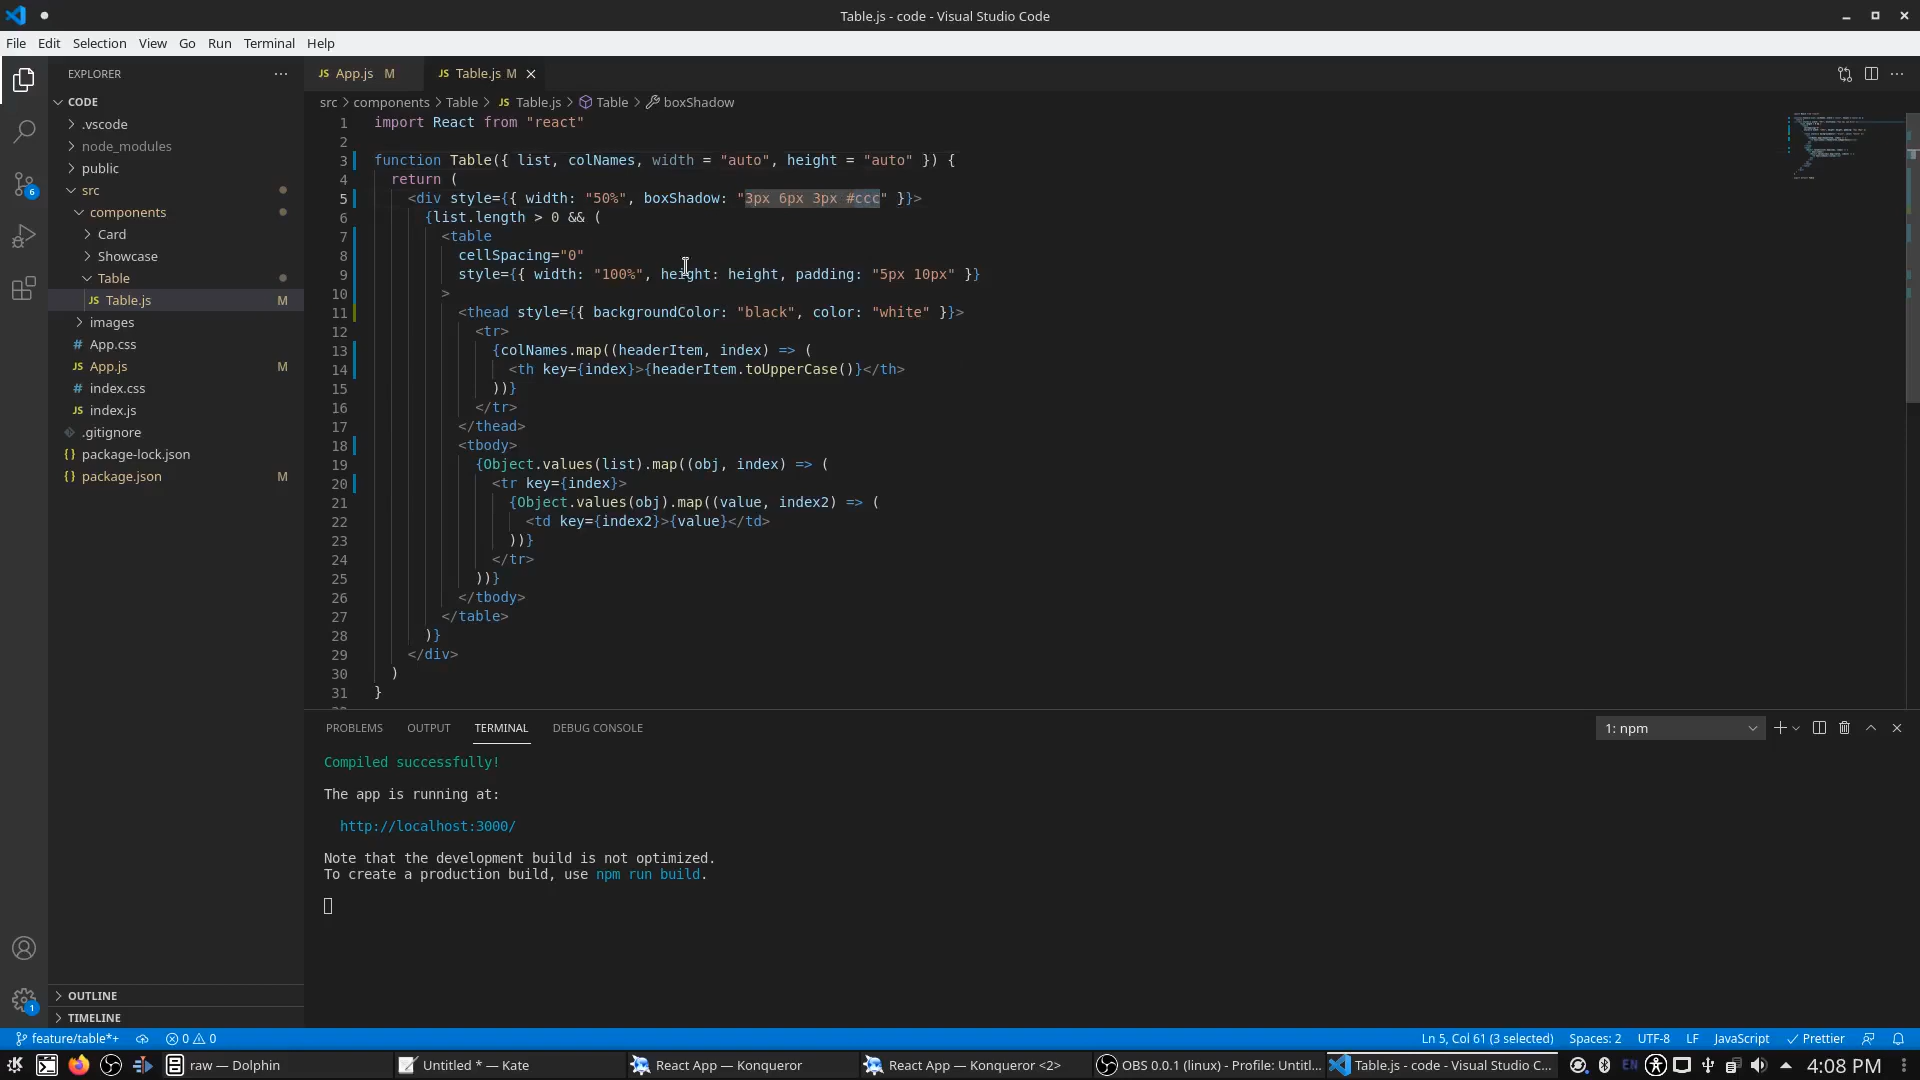 Table.js - code - Visual Studio Code
File Edit Selection View Go Run Terminal Help
EXPLORER
CODE
.vscode
node_modules
public
src
components
Card
Showcase
Table
JS Table.js M
images
# App.css
JS App.js M
# index.css
JS index.js
.gitignore
{} package-lock.json
{} package.json M
OUTLINE
TIMELINE
6
1
JS App.js M JS Table.js M
src > components > Table > JS Table.js > Table > boxShadow
1 import React from "react"
2
3 function Table({ list, colNames, width = "auto", height = "auto" }) {
4 return (
5 <div style={{ width: "50%", boxShadow: "3px 6px 3px #ccc" }}>
6 {list.length > 0 && (
7 <table
8 cellSpacing="0"
9 style={{ width: "100%", height: height, padding: "5px 10px" }}
10 >
11 <thead style={{ backgroundColor: "black", color: "white" }}>
12 <tr>
13 {colNames.map((headerItem, index) => (
14 <th key={index}>{headerItem.toUpperCase()}</th>
15 ))}
16 </tr>
17 </thead>
18 <tbody>
19 {Object.values(list).map((obj, index) => (
20 <tr key={index}>
21 {Object.values(obj).map((value, index2) => (
22 <td key={index2}>{value}</td>
23 ))}
24 </tr>
25 ))}
26 </tbody>
27 </table>
28 )}
29 </div>
30 )
31 }
PROBLEMS OUTPUT TERMINAL DEBUG CONSOLE
1: npm
Compiled successfully!
The app is running at:
http://localhost:3000/
Note that the development build is not optimized.
To create a production build, use npm run build.
feature/table*+ 0 0 Ln 5, Col 61 (3 selected) Spaces: 2 UTF-8 LF JavaScript Prettier
raw — Dolphin Untitled * — Kate React App — Konqueror React App — Konqueror <2> OBS 0.0.1 (linux) - Profile: Untitl... Table.js - code - Visual Studio C... EN 4:08 PM